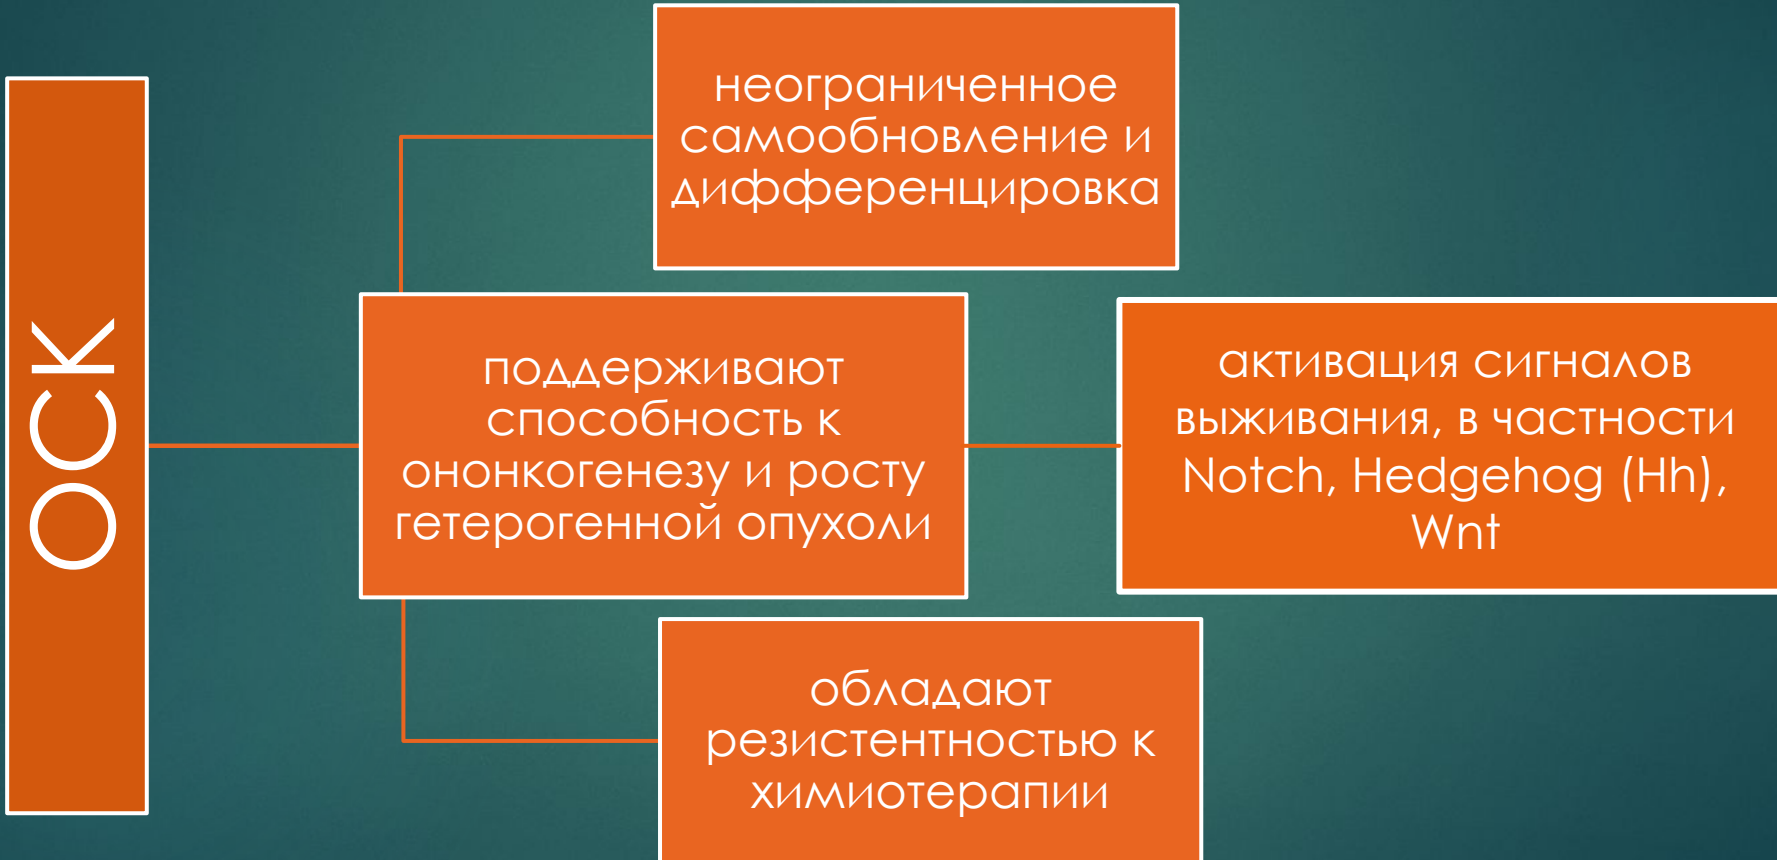 ОСК
неограниченное
самообновление и
дифференцировка
поддерживают
способность к
ононкогенезу и росту
гетерогенной опухоли
активация сигналов
выживания, в частности
Notch, Hedgehog (Hh),
Wnt
обладают
резистентностью к
химиотерапии